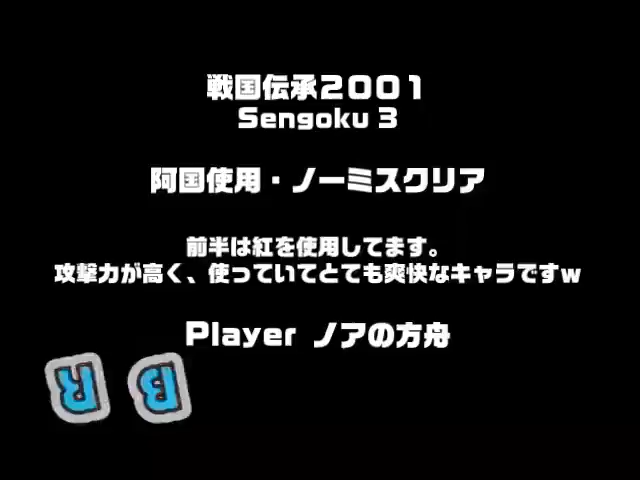 戦国伝承2001
Sengoku 3
阿国使用・ノーミスクリア
前半は紅を使用してます。
攻撃力が高く、使っていてとても爽快なキャラですw
Player ノアの方舟
R B